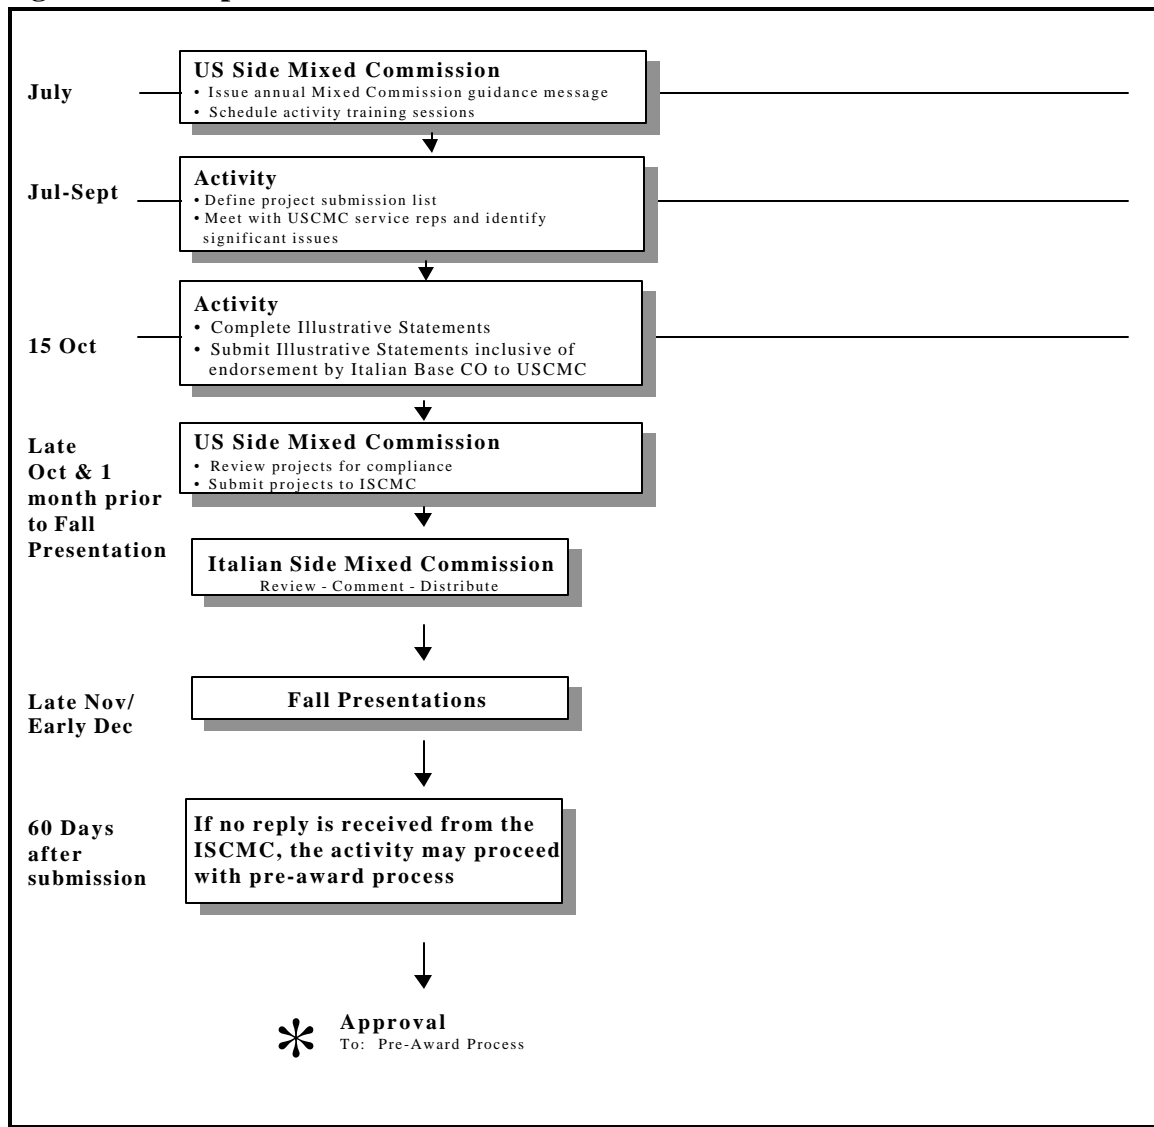 July
US Side Mixed Commission
• Issue annual Mixed Commission guidance message
• Schedule activity training sessions
Jul-Sept
Activity
• Define project submission list
• Meet with USCMC service reps and identify
significant issues
15 Oct
Activity
• Complete Illustrative Statements
• Submit Illustrative Statements inclusive of
endorsement by Italian Base CO to USCMC
Late
Oct & 1
month prior
to Fall
Presentation
US Side Mixed Commission
• Review projects for compliance
• Submit projects to ISCMC
Italian Side Mixed Commission
Review - Comment - Distribute
Late Nov/
Early Dec
Fall Presentations
60 Days
after
submission
If no reply is received from the
ISCMC, the activity may proceed
with pre-award process
* Approval
To: Pre-Award Process